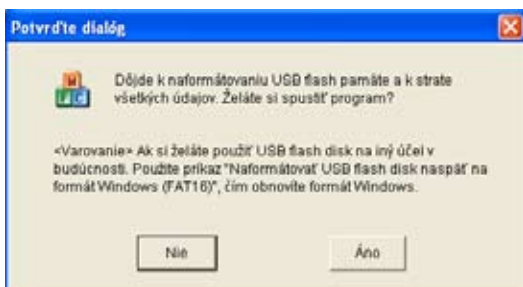 Potvrďte dialóg
Dôjde k naformátovaniu USB flash pamäte a k strate
všetkých údajov. Želáte si spustiť program?
<Varovanie> Ak si želáte použiť USB flash disk na iný účel v
budúcnosti. Použite príkaz "Naformátovať USB flash disk naspäť na
formát Windows (FAT16)", čím obnovíte formát Windows.
Nie Áno